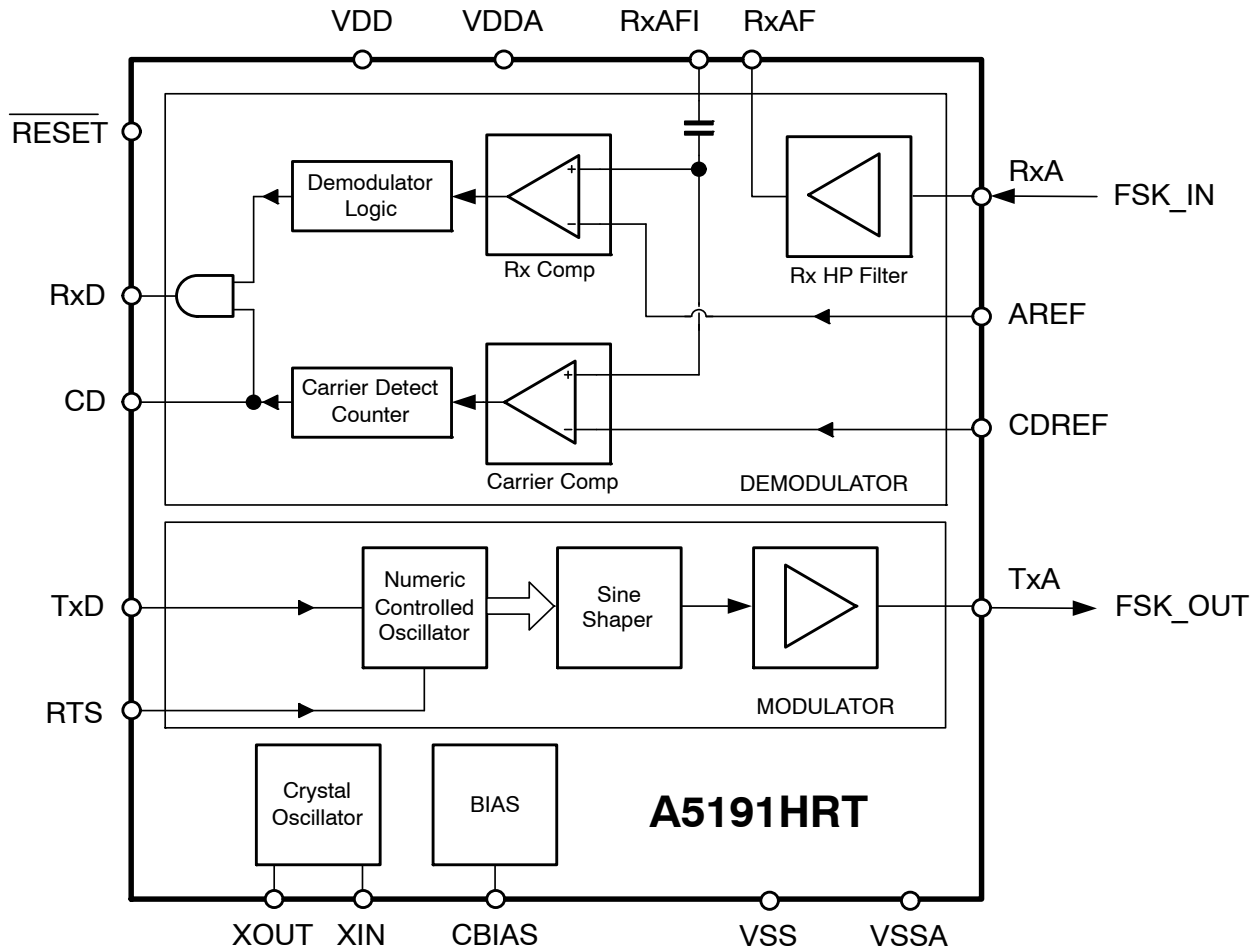 VDD
VDDA
RxAFI
RxAF
RESET
Demodulator
Logic
+
−
Rx Comp
Rx HP Filter
RxA
FSK_IN
RxD
AREF
CD
Carrier Detect
Counter
+
−
Carrier Comp
CDREF
DEMODULATOR
TxD
Numeric
Controlled
Oscillator
Sine
Shaper
TxA
FSK_OUT
RTS
MODULATOR
Crystal
Oscillator
BIAS
A5191HRT
XOUT
XIN
CBIAS
VSS
VSSA